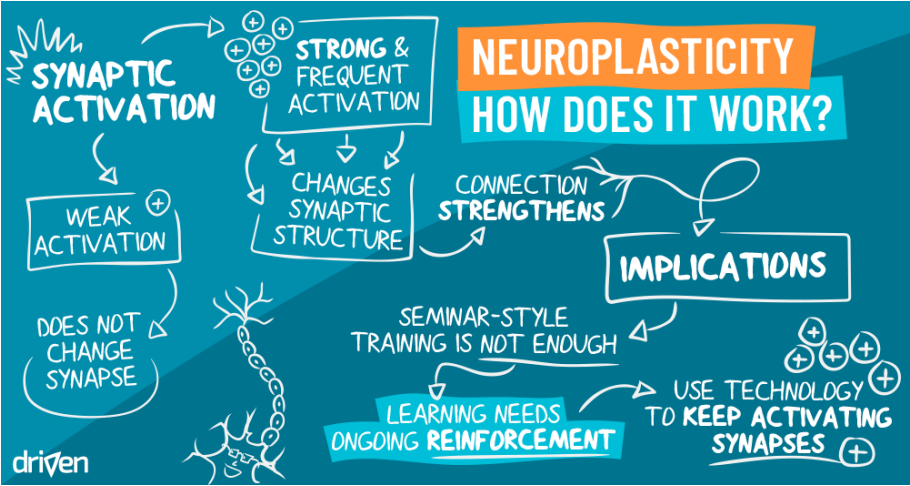 NEUROPLASTICITY
HOW DOES IT WORK?
SYNAPTIC
ACTIVATION
STRONG &
FREQUENT
ACTIVATION
WEAK
ACTIVATION
DOES NOT
CHANGE
SYNAPSE
CHANGES
SYNAPTIC
STRUCTURE
CONNECTION
STRENGTHENS
IMPLICATIONS
SEMINAR-STYLE
TRAINING IS NOT ENOUGH
LEARNING NEEDS
ONGOING REINFORCEMENT
USE TECHNOLOGY
TO KEEP ACTIVATING
SYNAPSES
driven